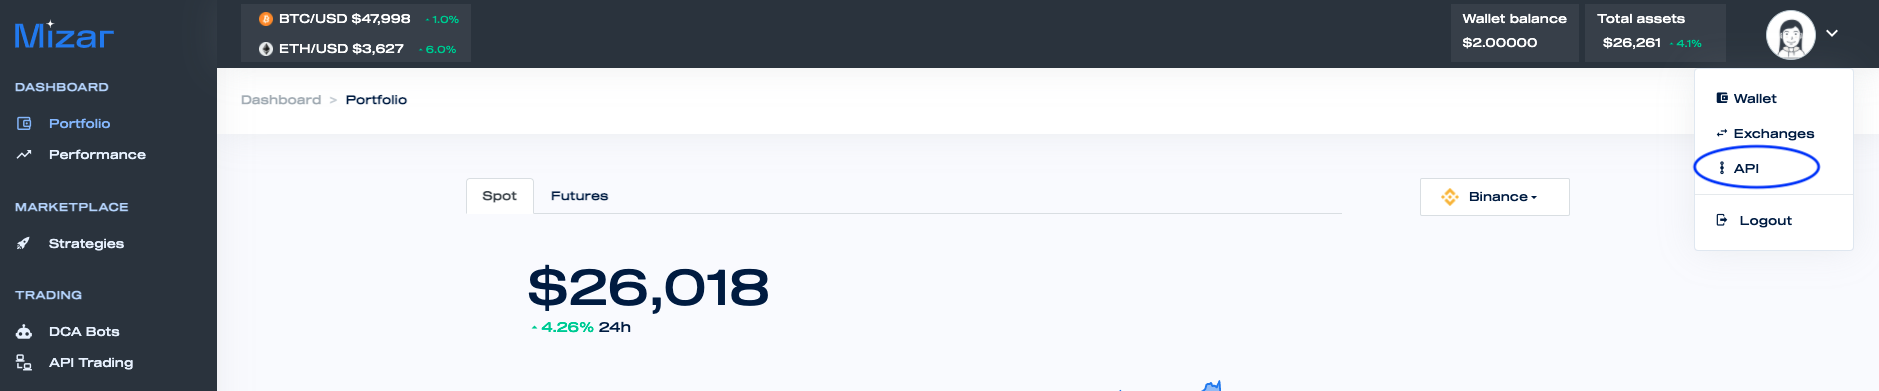 Mizar
DASHBOARD
Portfolio
Performance
MARKETPLACE
Strategies
TRADING
DCA Bots
API Trading
BTC/USD $47,998 1.0%
ETH/USD $3,627 6.0%
Wallet balance
$2.00000
Total assets
$26,261 4.1%
Dashboard > Portfolio
Wallet
Exchanges
API
Logout
Spot Futures
Binance
$26,018
4.26% 24h